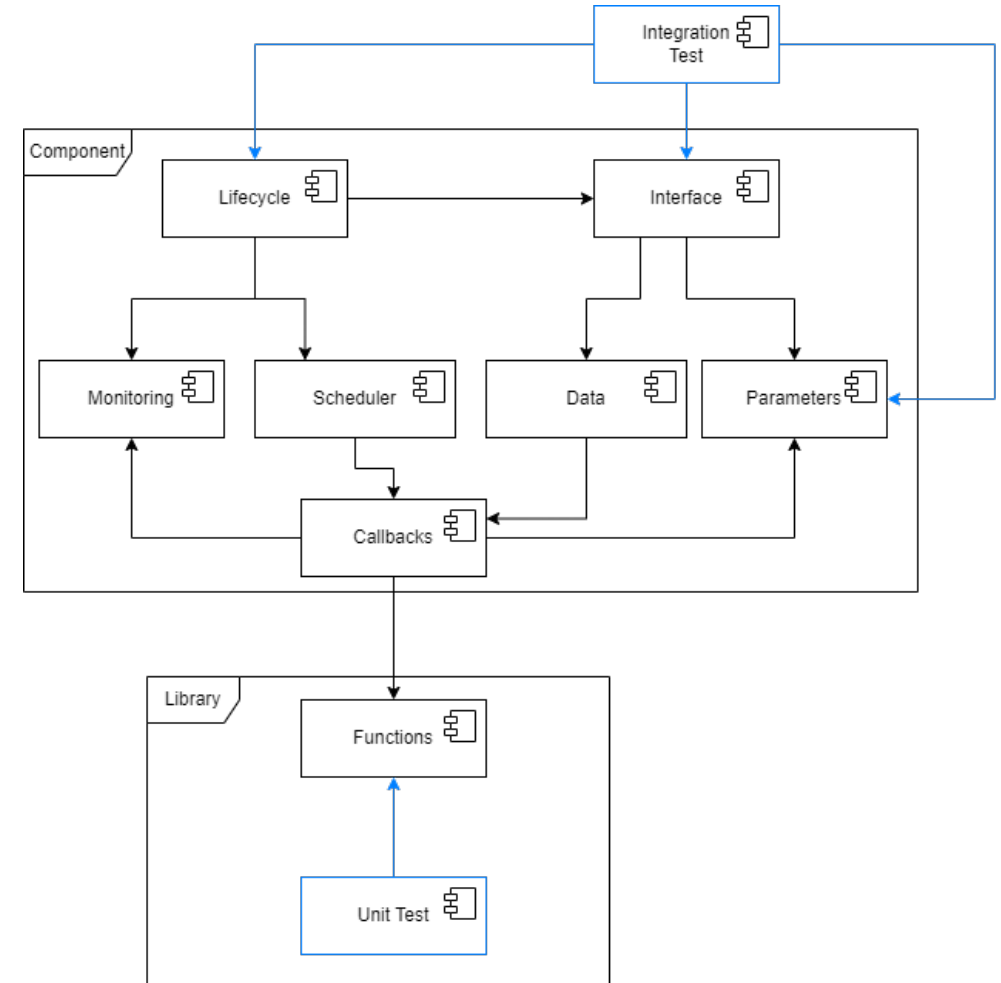 Integration
Test
Component
Lifecycle
Interface
Monitoring
Scheduler
Data
Parameters
Callbacks
Library
Functions
Unit Test